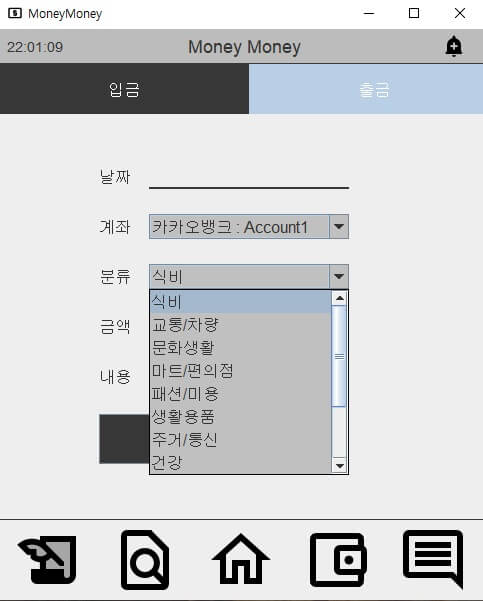 MoneyMoney
22:01:09 Money Money
입금 출금
날짜
계좌 카카오뱅크 : Account1
분류 식비
식비
교통/차량
문화생활
금액
마트/편의점
내용
패션/미용
생활용품
주거/통신
건강